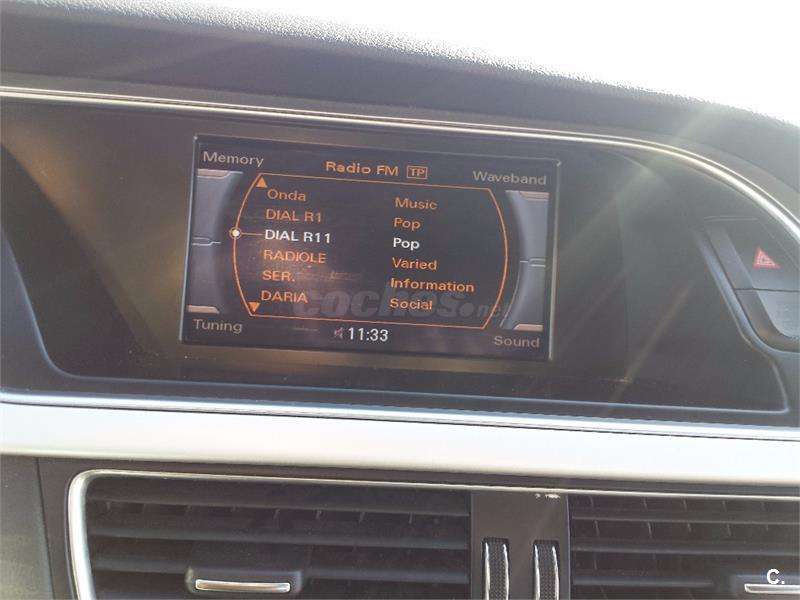 Memory
Radio FM TP
Waveband
Onda Music
DIAL R1 Pop
DIAL R11 Pop
RADIOLE Varied
SER. Information
DARIA Social
coches.net
Tuning
11:33
Sound
C.